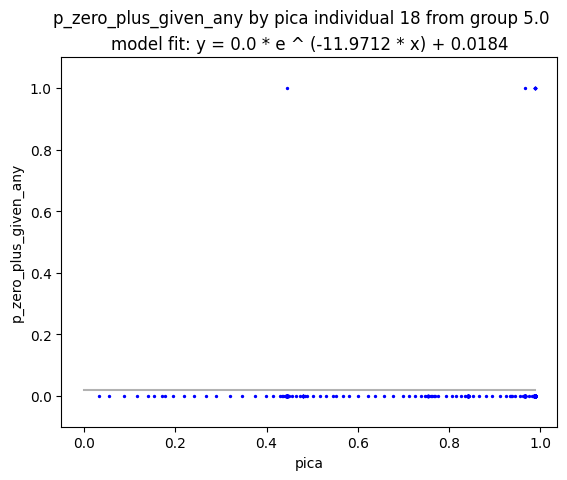 p_zero_plus_given_any by pica individual 18 from group 5.0
model fit: y = 0.0 * e ^ (-11.9712 * x) + 0.0184
1.0
0.8
0.6
0.4
0.2
0.0
p_zero_plus_given_any
0.0 0.2 0.4 0.6 0.8 1.0
pica